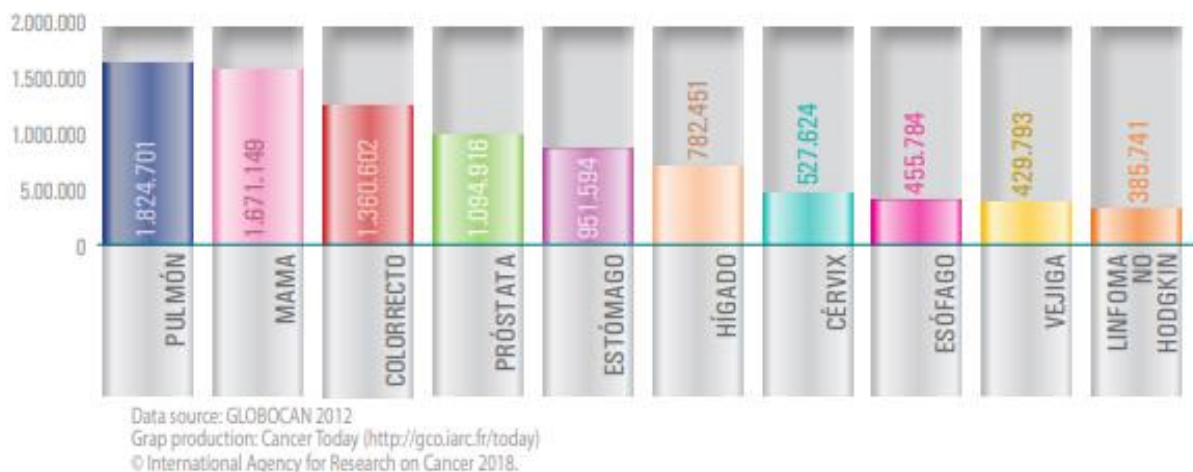 2.000.000
1.500.000
1.000.000
5,00.000
0
1.824.701
1.671.149
1.360.602
1.094.916
951.594
782.451
527.624
455.784
429.793
385.741
PULMÓN
MAMA
COLORRECTO
PRÓSTATA
ESTÓMAGO
HÍGADO
CÉRVIX
ESÓFAGO
VEJIGA
LINFOMA
NO
HODGKIN
Data source: GLOBOCAN 2012
Grap production: Cancer Today (http://gco.iarc.fr/today)
© International Agency for Research on Cancer 2018.